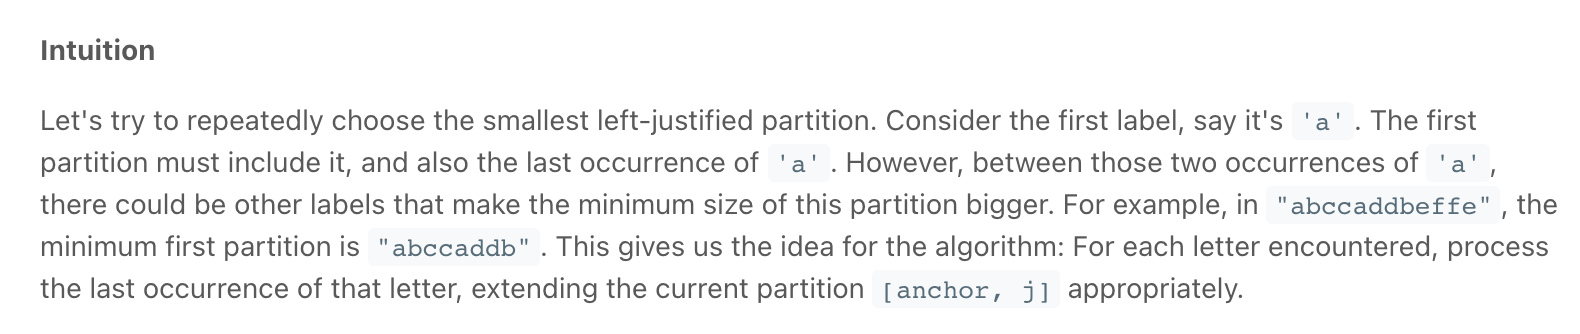 Intuition
Let's try to repeatedly choose the smallest left-justified partition. Consider the first label, say it's 'a'. The first
partition must include it, and also the last occurrence of 'a'. However, between those two occurrences of 'a',
there could be other labels that make the minimum size of this partition bigger. For example, in "abccaddbeffe", the
minimum first partition is "abccaddb". This gives us the idea for the algorithm: For each letter encountered, process
the last occurrence of that letter, extending the current partition [anchor, j] appropriately.